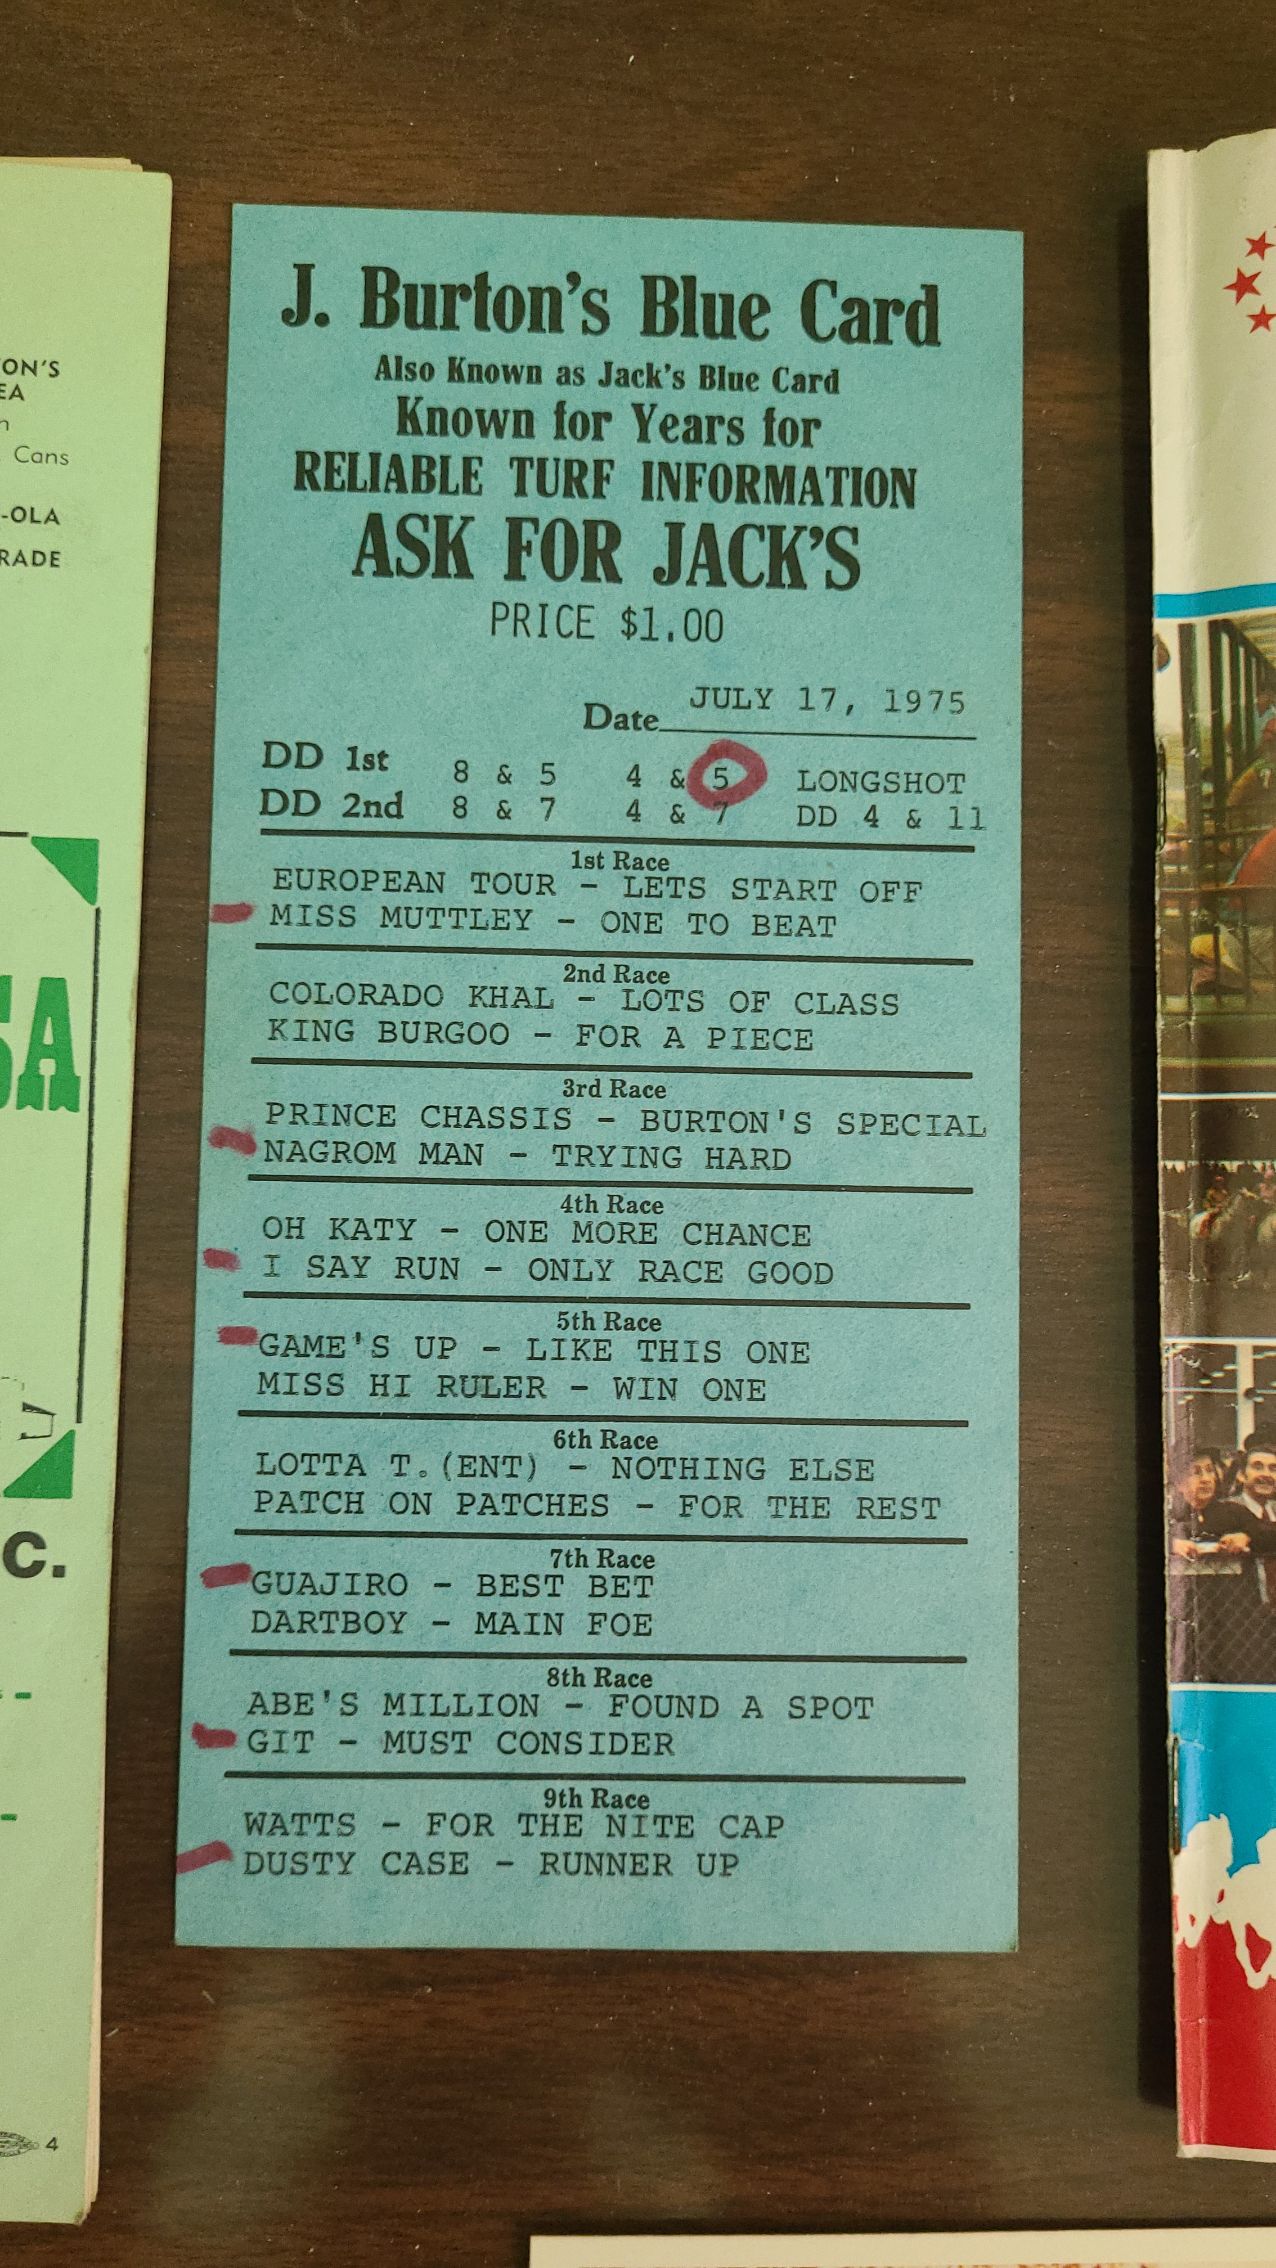 J. Burton's Blue Card
Also Known as Jack's Blue Card
Known for Years for
RELIABLE TURF INFORMATION
ASK FOR JACK'S
PRICE $1.00
Date JULY 17, 1975
DD 1st 8 & 5 4 & 5 LONGSHOT
DD 2nd 8 & 7 4 & 7 DD 4 & 11
1st Race
EUROPEAN TOUR - LETS START OFF
MISS MUTTLEY - ONE TO BEAT
2nd Race
COLORADO KHAL - LOTS OF CLASS
KING BURGOO - FOR A PIECE
3rd Race
PRINCE CHASSIS - BURTON'S SPECIAL
NAGROM MAN - TRYING HARD
4th Race
OH KATY - ONE MORE CHANCE
I SAY RUN - ONLY RACE GOOD
5th Race
GAME'S UP - LIKE THIS ONE
MISS HI RULER - WIN ONE
6th Race
LOTTA T.(ENT) - NOTHING ELSE
PATCH ON PATCHES - FOR THE REST
7th Race
GUAJIRO - BEST BET
DARTBOY - MAIN FOE
8th Race
ABE'S MILLION - FOUND A SPOT
GIT - MUST CONSIDER
9th Race
WATTS - FOR THE NITE CAP
DUSTY CASE - RUNNER UP
ON'S
EA
Cans
-OLA
RADE
SA
C.
4